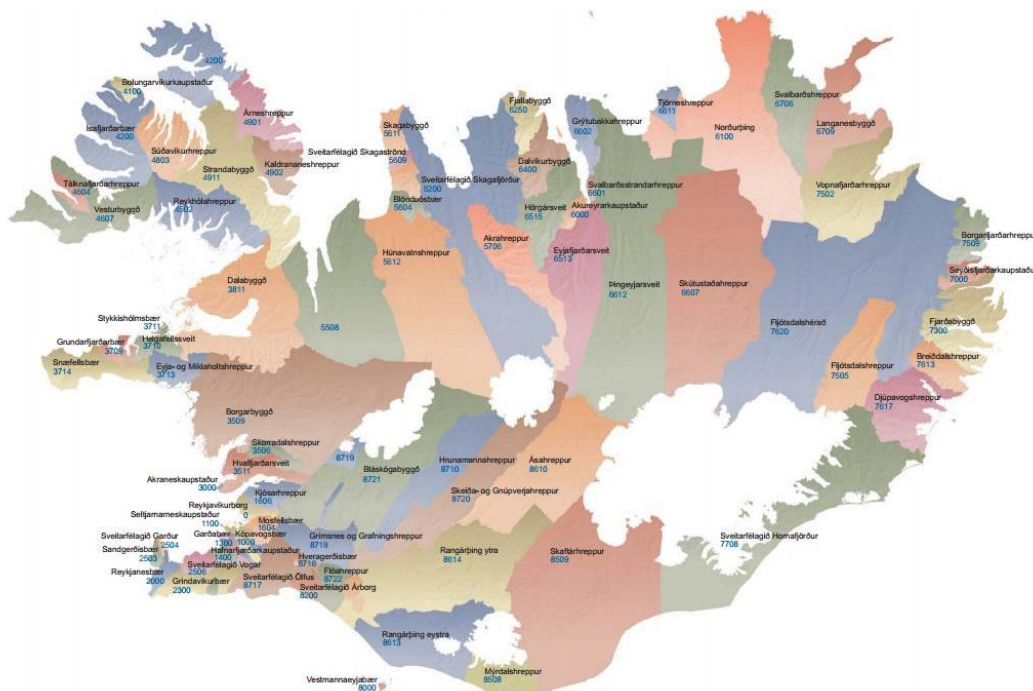 4200
Bolungarvíkurkaupstaður
4100
Árneshreppur
4901
Ísafjarðarbær
4200
Súðavíkurhreppur
4803
Kaldrananeshreppur
4902
Strandabyggð
4911
Tálknafjarðarhreppur
4604
Vesturbyggð
4607
Reykhólahreppur
4502
Skagabyggð
5611
Sveitarfélagið Skagaströnd
5609
Sveitarfélagið Skagafjörður
5200
Blönduósbær
5604
Fjallabyggð
6250
Dalvíkurbyggð
6400
Grýtubakkahreppur
6602
Svalbarðsstrandarhreppur
6601
Hörgársveit
6515
Akureyrarkaupstaður
6000
Tjörneshreppur
6611
Norðurþing
6100
Svalbarðshreppur
6706
Langanesbyggð
6709
Vopnafjarðarhreppur
7502
Borgarfjarðarhreppur
7509
Seyðisfjarðarkaupstaður
7000
Fjarðabyggð
7300
Breiðdalshreppur
7613
Djúpavogshreppur
7617
Fljótsdalshérað
7620
Fljótsdalshreppur
7505
Skútustaðahreppur
6607
Þingeyjarsveit
6612
Eyjafjarðarsveit
6513
Akrahreppur
5706
Húnavatnshreppur
5612
5508
Dalabyggð
3811
Stykkishólmsbær
3711
Helgafellssveit
3710
Grundarfjarðarbær
3709
Snæfellsbær
3714
Eyja- og Miklaholtshreppur
3713
Borgarbyggð
3509
Skorradalshreppur
3506
Hvalfjarðarsveit
3511
Akraneskaupstaður
3000
Kjósarhreppur
1606
Reykjavíkurborg
0
Seltjarnarneskaupstaður
1100
Mosfellsbær
1604
Garðabær
1300
Kópavogsbær
1000
Hafnarfjarðarkaupstaður
1400
Sveitarfélagið Garður
2504
Sandgerðisbær
2503
Reykjanesbær
2000
Sveitarfélagið Vogar
2506
Grindavíkurbær
2300
8719
Bláskógabyggð
8721
Hrunamannahreppur
8710
Ásahreppur
8610
Skeiða- og Gnúpverjahreppur
8720
Grímsnes og Grafningshreppur
8719
Hveragerðisbær
8716
Flóahreppur
8722
Sveitarfélagið Ölfus
8717
Sveitarfélagið Árborg
8200
Rangárþing ytra
8614
Skaftárhreppur
8509
Sveitarfélagið Hornafjörður
7708
Rangárþing eystra
8613
Mýrdalshreppur
8508
Vestmannaeyjabær
8000